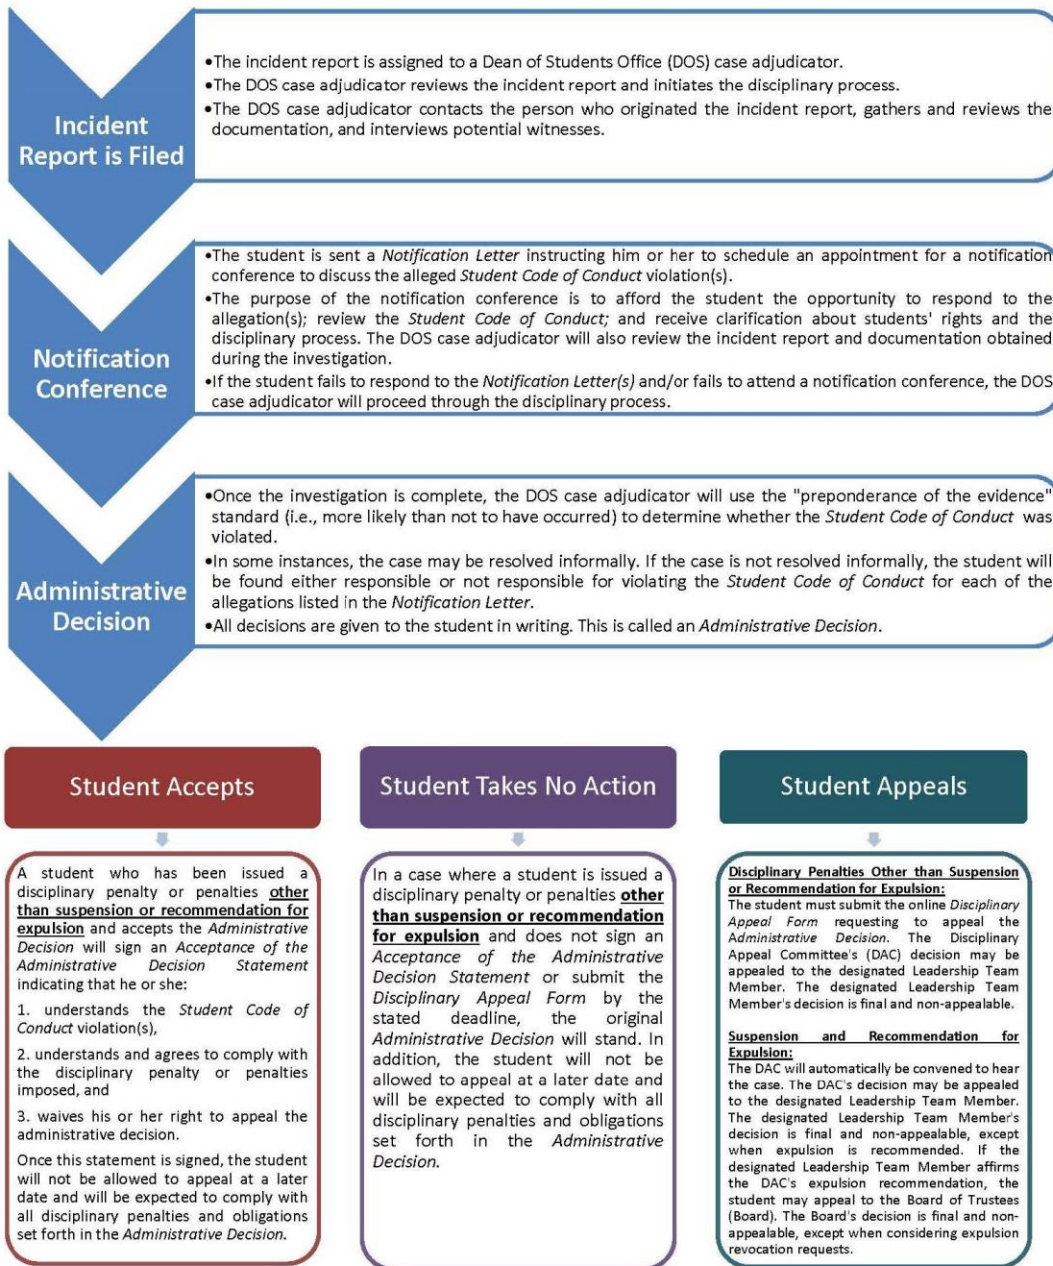 Incident
Report is Filed
•The incident report is assigned to a Dean of Students Office (DOS) case adjudicator.
•The DOS case adjudicator reviews the incident report and initiates the disciplinary process.
•The DOS case adjudicator contacts the person who originated the incident report, gathers and reviews the
documentation, and interviews potential witnesses.
Notification
Conference
•The student is sent a Notification Letter instructing him or her to schedule an appointment for a notification
conference to discuss the alleged Student Code of Conduct violation(s).
•The purpose of the notification conference is to afford the student the opportunity to respond to the
allegation(s); review the Student Code of Conduct; and receive clarification about students' rights and the
disciplinary process. The DOS case adjudicator will also review the incident report and documentation obtained
during the investigation.
•If the student fails to respond to the Notification Letter(s) and/or fails to attend a notification conference, the DOS
case adjudicator will proceed through the disciplinary process.
Administrative
Decision
•Once the investigation is complete, the DOS case adjudicator will use the "preponderance of the evidence"
standard (i.e., more likely than not to have occurred) to determine whether the Student Code of Conduct was
violated.
•In some instances, the case may be resolved informally. If the case is not resolved informally, the student will
be found either responsible or not responsible for violating the Student Code of Conduct for each of the
allegations listed in the Notification Letter.
•All decisions are given to the student in writing. This is called an Administrative Decision.
Student Accepts
A student who has been issued a
disciplinary penalty or penalties other
than suspension or recommendation for
expulsion and accepts the Administrative
Decision will sign an Acceptance of the
Administrative Decision Statement
indicating that he or she:
1. understands the Student Code of
Conduct violation(s),
2. understands and agrees to comply with
the disciplinary penalty or penalties
imposed, and
3. waives his or her right to appeal the
administrative decision.
Once this statement is signed, the student
will not be allowed to appeal at a later
date and will be expected to comply with
all disciplinary penalties and obligations
set forth in the Administrative Decision.
Student Takes No Action
In a case where a student is issued a
disciplinary penalty or penalties other
than suspension or recommendation
for expulsion and does not sign an
Acceptance of the Administrative
Decision Statement or submit the
Disciplinary Appeal Form by the
stated deadline, the original
Administrative Decision will stand. In
addition, the student will not be
allowed to appeal at a later date and
will be expected to comply with all
disciplinary penalties and obligations
set forth in the Administrative
Decision.
Student Appeals
Disciplinary Penalties Other than Suspension
or Recommendation for Expulsion:
The student must submit the online Disciplinary
Appeal Form requesting to appeal the
Administrative Decision. The Disciplinary
Appeal Committee's (DAC) decision may be
appealed to the designated Leadership Team
Member. The designated Leadership Team
Member's decision is final and non-appealable.
Suspension and Recommendation for
Expulsion:
The DAC will automatically be convened to hear
the case. The DAC's decision may be appealed
to the designated Leadership Team Member.
The designated Leadership Team Member's
decision is final and non-appealable, except
when expulsion is recommended. If the
designated Leadership Team Member affirms
the DAC's expulsion recommendation, the
student may appeal to the Board of Trustees
(Board). The Board's decision is final and non-
appealable, except when considering expulsion
revocation requests.